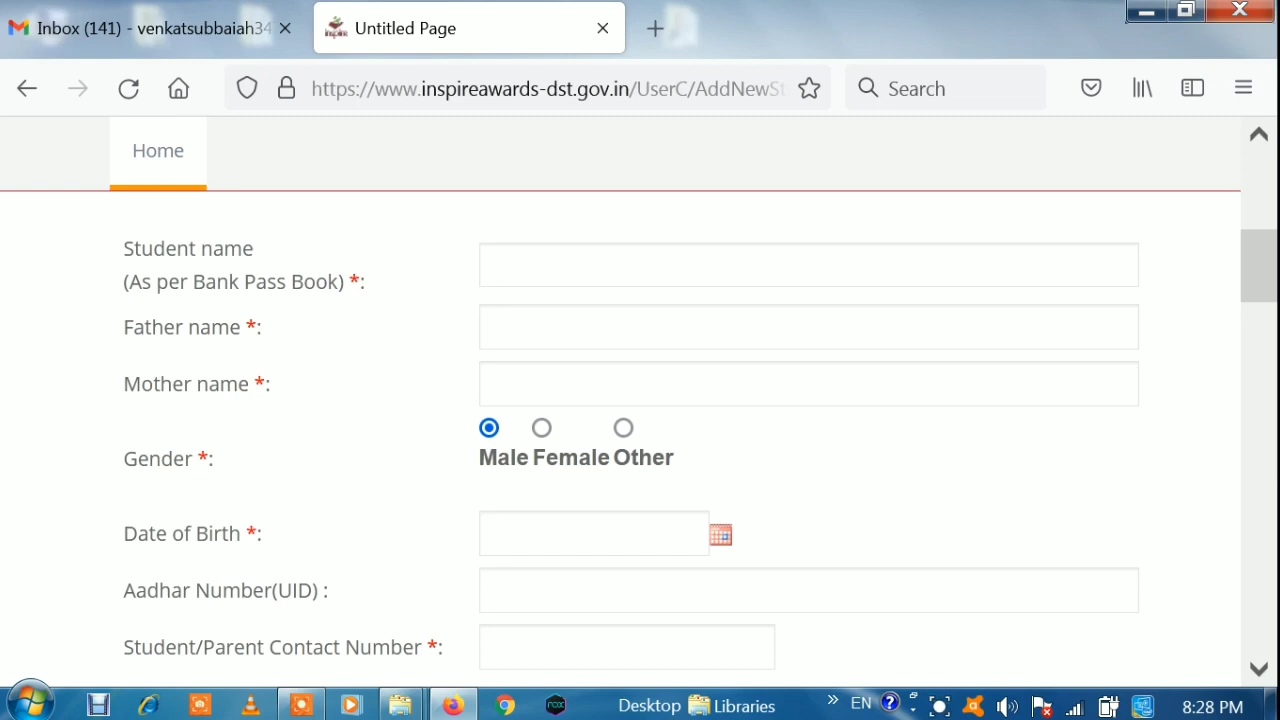 Inbox (141) - venkatsubbaiah34
Untitled Page
https://www.inspireawards-dst.gov.in/UserC/AddNewSt
Search
Home
Student name
(As per Bank Pass Book) *:
Father name *:
Mother name *:
Gender *:
Male Female Other
Date of Birth *:
Aadhar Number(UID) :
Student/Parent Contact Number *:
Desktop
Libraries
EN
8:28 PM